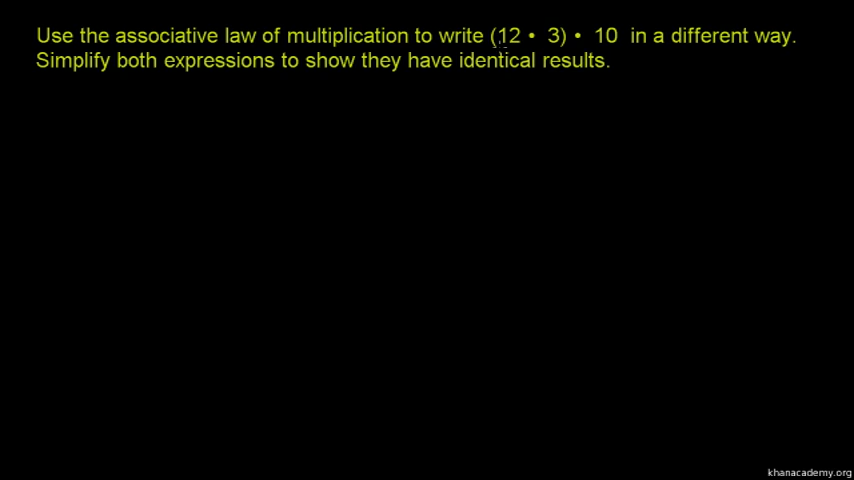 Use the associative law of multiplication to write (12 • 3) • 10 in a different way.
Simplify both expressions to show they have identical results.
khanacademy.org